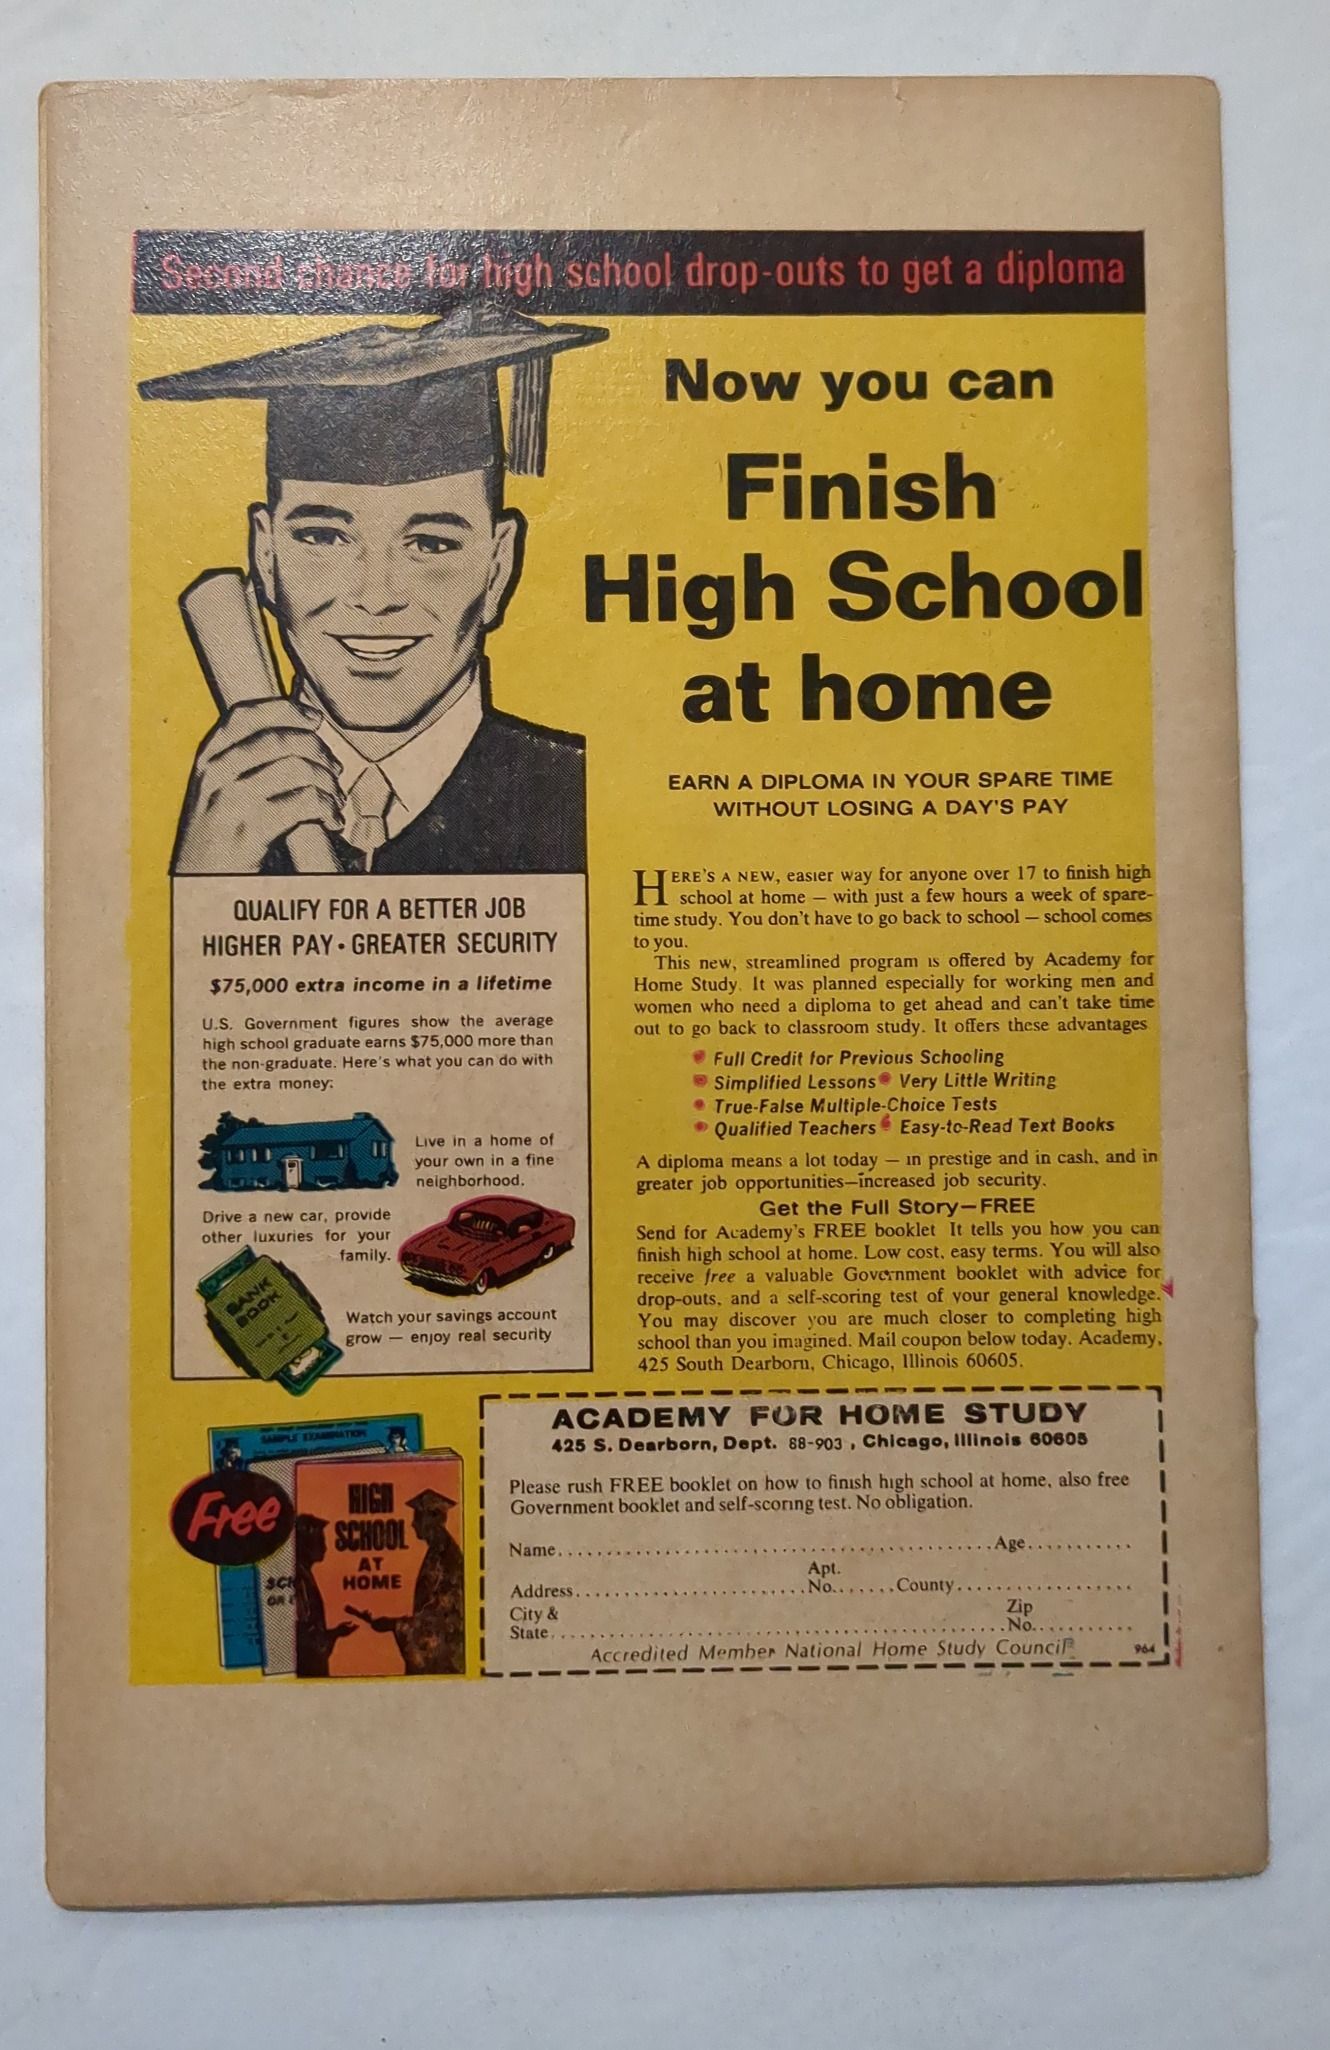 Second chance for high school drop-outs to get a diploma
Now you can
Finish
High School
at home
EARN A DIPLOMA IN YOUR SPARE TIME
WITHOUT LOSING A DAY'S PAY
QUALIFY FOR A BETTER JOB
HIGHER PAY • GREATER SECURITY
$75,000 extra income in a lifetime
U.S. Government figures show the average
high school graduate earns $75,000 more than
the non-graduate. Here's what you can do with
the extra money:
Live in a home of
your own in a fine
neighborhood.
Drive a new car, provide
other luxuries for your
family.
BANK
BOOK
Watch your savings account
grow — enjoy real security
HERE'S A NEW, easier way for anyone over 17 to finish high
school at home — with just a few hours a week of spare-
time study. You don't have to go back to school — school comes
to you.
This new, streamlined program is offered by Academy for
Home Study. It was planned especially for working men and
women who need a diploma to get ahead and can't take time
out to go back to classroom study. It offers these advantages
• Full Credit for Previous Schooling
• Simplified Lessons • Very Little Writing
• True-False Multiple-Choice Tests
• Qualified Teachers • Easy-to-Read Text Books
A diploma means a lot today — in prestige and in cash, and in
greater job opportunities—increased job security.
Get the Full Story—FREE
Send for Academy's FREE booklet It tells you how you can
finish high school at home. Low cost, easy terms. You will also
receive free a valuable Government booklet with advice for
drop-outs, and a self-scoring test of your general knowledge.
You may discover you are much closer to completing high
school than you imagined. Mail coupon below today. Academy,
425 South Dearborn, Chicago, Illinois 60605.
SAMPLE EXAMINATION
Free
HIGH
SCHOOL
AT
HOME
ACADEMY FOR HOME STUDY
425 S. Dearborn, Dept. 88-903, Chicago, Illinois 60605
Please rush FREE booklet on how to finish high school at home, also free
Government booklet and self-scoring test. No obligation.
Name........................................Age...........
Apt.
Address.......................No.......County................
City & Zip
State........................................No...........
Accredited Member National Home Study Council
964